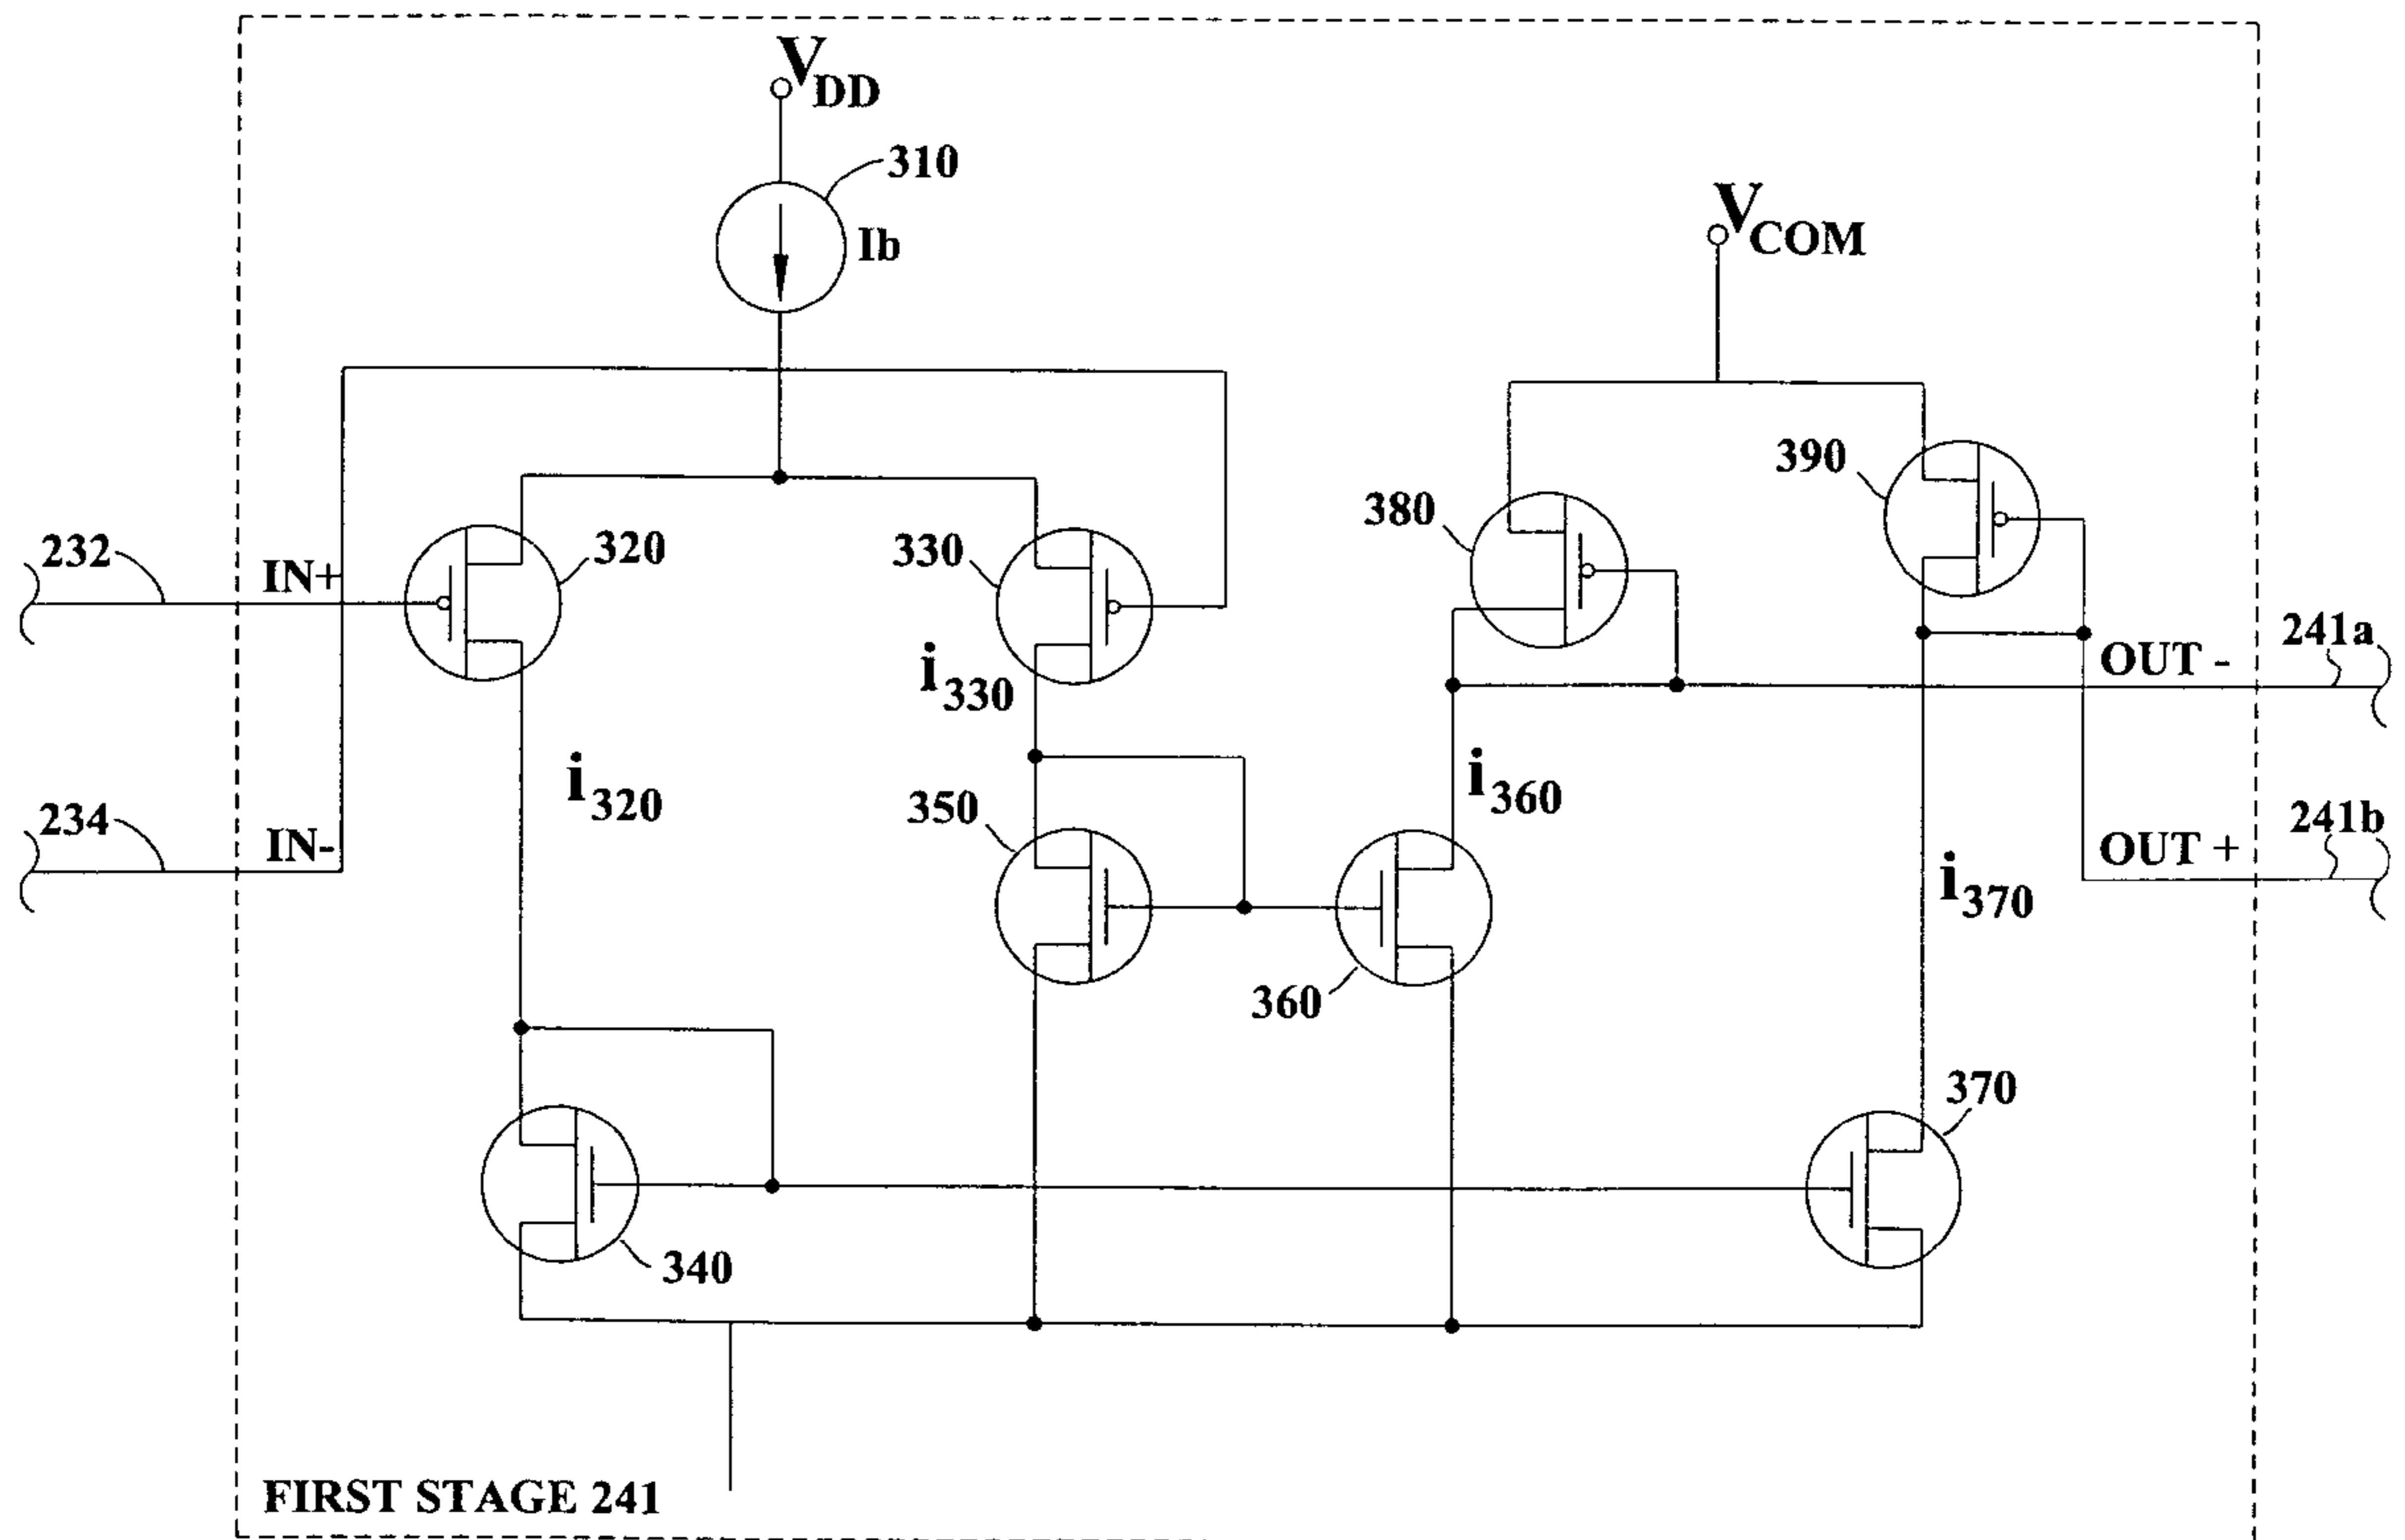 VDD
310
Ib
VCOM
390
380
232
IN+
320
330
i330
241a
OUT -
i320
i360
234
IN-
350
241b
OUT +
i370
360
370
340
FIRST STAGE 241